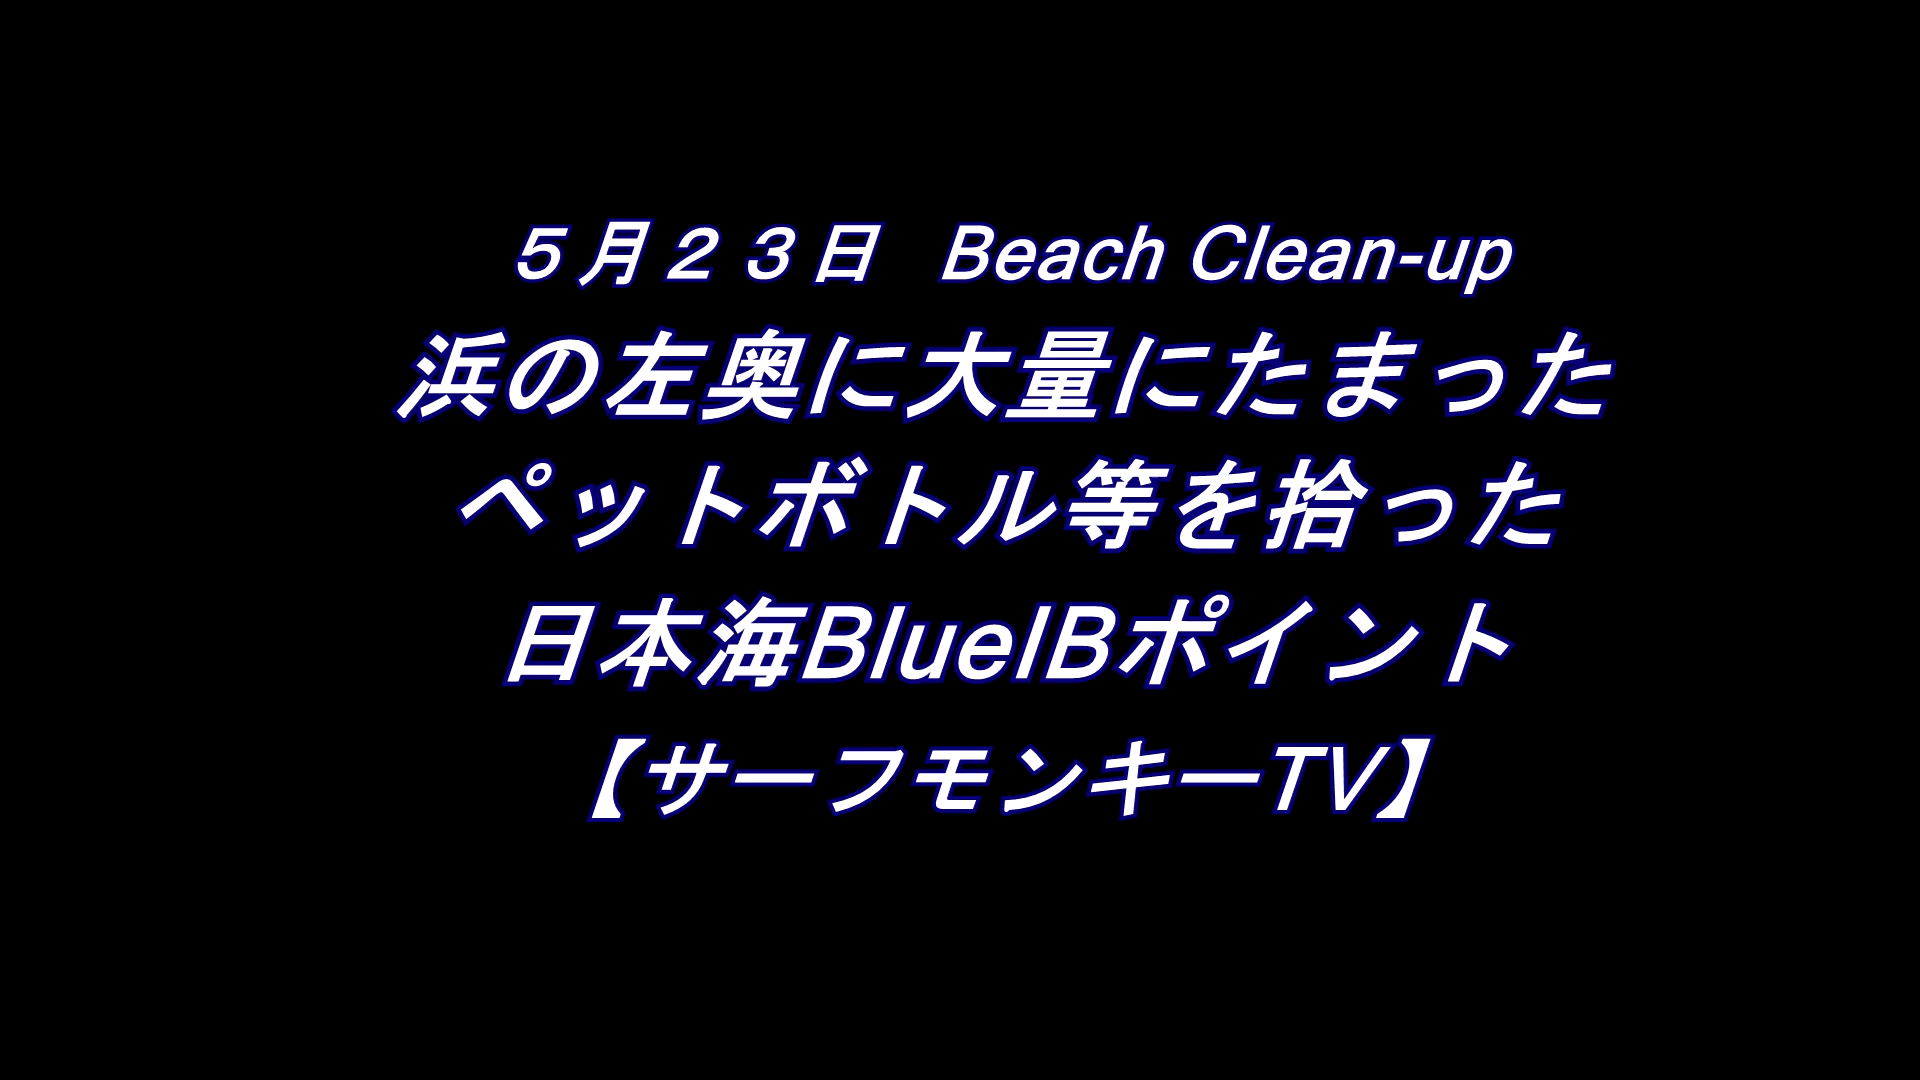 ５月２３日　Beach Clean-up
浜の左奥に大量にたまった
ペットボトル等を拾った
日本海BlueIBポイント
【サーフモンキーTV】